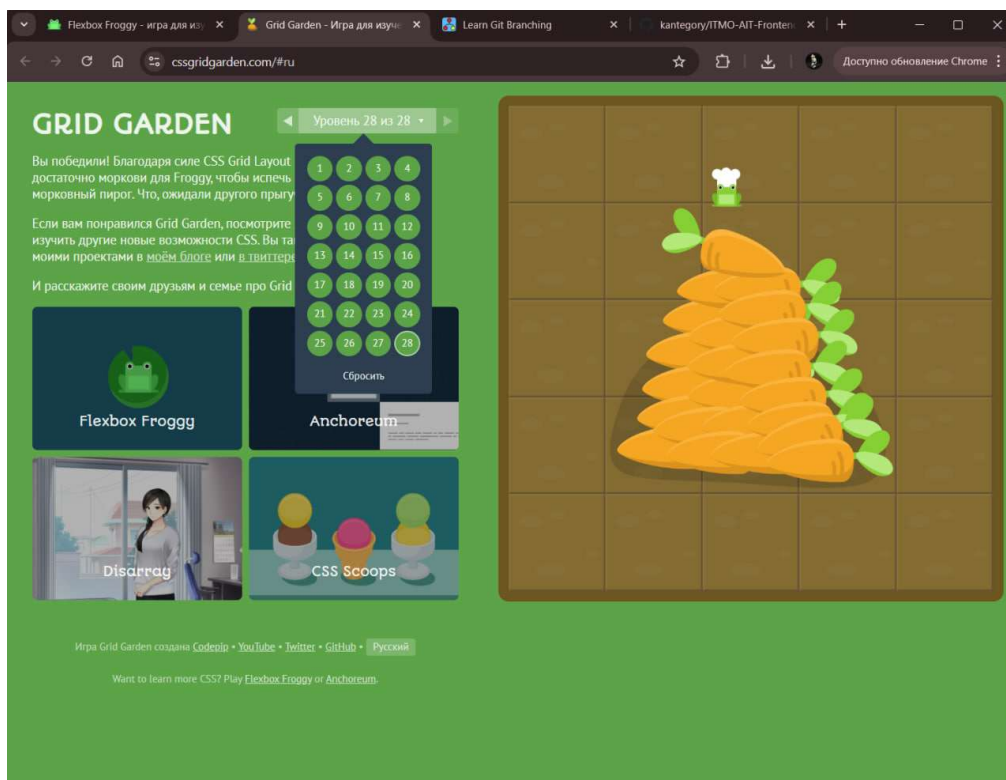 Flexbox Froggy - игра для изу
Grid Garden - Игра для изуче
Learn Git Branching
kantegory/ITMO-AIT-Fronten
cssgridgarden.com/#ru
Доступно обновление Chrome
GRID GARDEN
Уровень 28 из 28
Вы победили! Благодаря силе CSS Grid Layout
достаточно моркови для Froggy, чтобы испечь
морковный пирог. Что, ожидали другого прыгу
Если вам понравился Grid Garden, посмотрите
изучить другие новые возможности CSS. Вы та
моими проектами в моём блоге или в твиттере
И расскажите своим друзьям и семье про Grid
1 2 3 4
5 6 7 8
9 10 11 12
13 14 15 16
17 18 19 20
21 22 23 24
25 26 27 28
Сбросить
Flexbox Froggy
Anchoreum
Disarray
CSS Scoops
Игра Grid Garden создана Codepip • YouTube • Twitter • GitHub • Русский
Want to learn more CSS? Play Flexbox Froggy or Anchoreum.